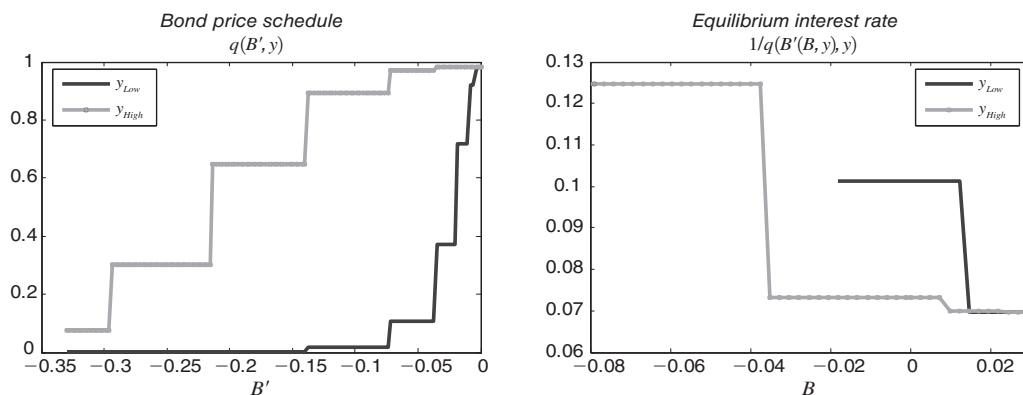 Bond price schedule
q(B′, y)
1
0.8
0.6
0.4
0.2
0
y_Low
y_High
−0.35 −0.3 −0.25 −0.2 −0.15 −0.1 −0.05 0
B′
Equilibrium interest rate
1/q(B′(B, y), y)
0.13
0.12
0.11
0.1
0.09
0.08
0.07
0.06
y_Low
y_High
−0.08 −0.06 −0.04 −0.02 0 0.02
B